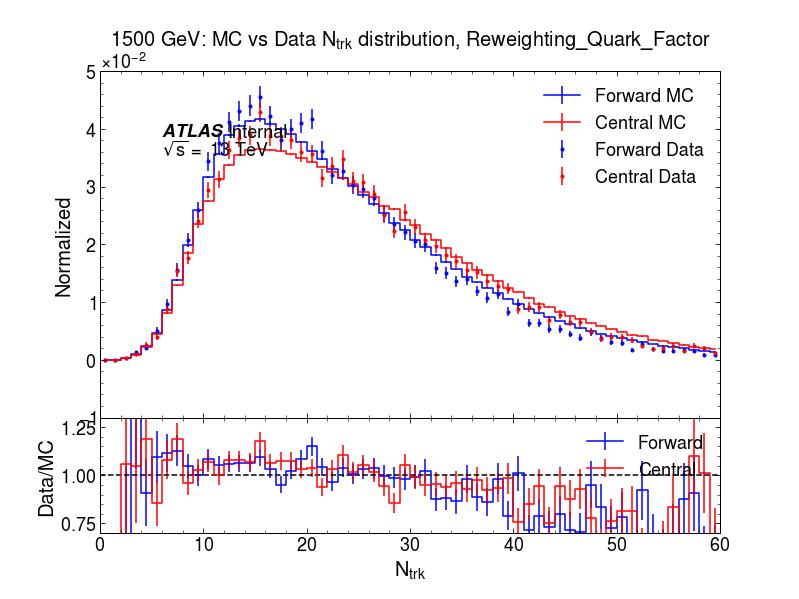 1500 GeV: MC vs Data N_trk distribution, Reweighting_Quark_Factor
×10⁻²
5
4
3
2
1
0
−1
Normalized
ATLAS Internal
√s = 13 TeV
Forward MC
Central MC
Forward Data
Central Data
1.25
1.00
0.75
Data/MC
Forward
Central
0 10 20 30 40 50 60
N_trk